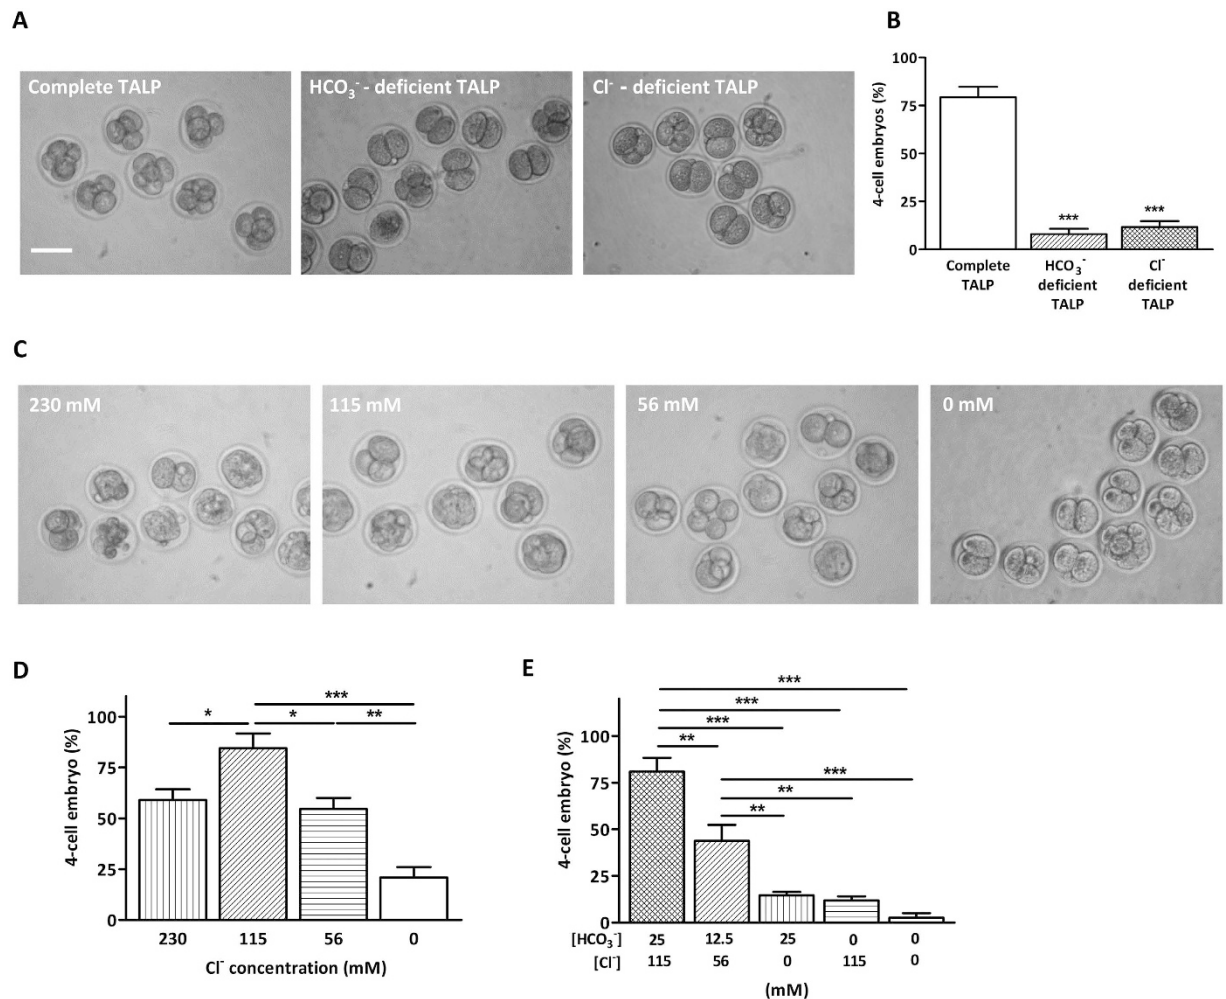 A
Complete TALP
HCO₃⁻ - deficient TALP
Cl⁻ - deficient TALP
B
4-cell embryos (%)
100
75
50
25
0
***
***
Complete
TALP
HCO₃⁻
deficient
TALP
Cl⁻
deficient
TALP
C
230 mM
115 mM
56 mM
0 mM
D
4-cell embryo (%)
100
75
50
25
0
***
* * **
230 115 56 0
Cl⁻ concentration (mM)
E
4-cell embryo (%)
100
75
50
25
0
***
***
***
**
***
**
**
[HCO₃⁻] 25 12.5 25 0 0
[Cl⁻] 115 56 0 115 0
(mM)